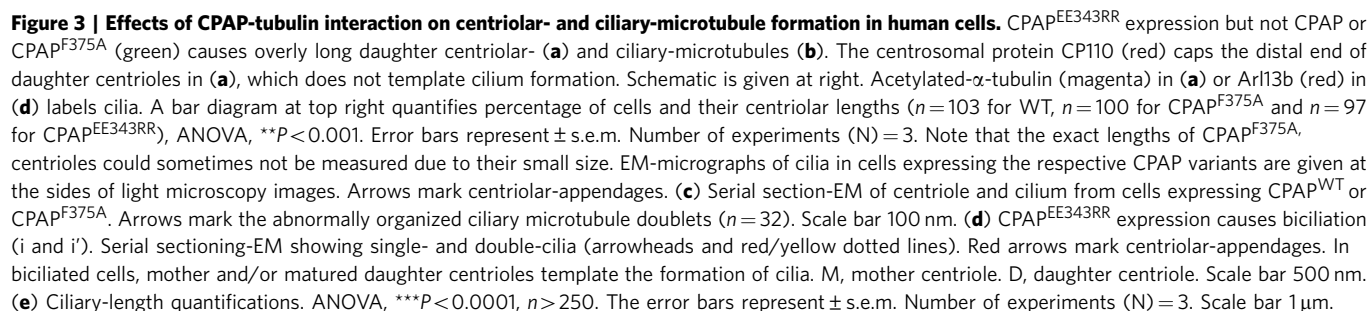 Figure 3 | Effects of CPAP-tubulin interaction on centriolar- and ciliary-microtubule formation in human cells. CPAP^EE343RR expression but not CPAP or
CPAP^F375A (green) causes overly long daughter centriolar- (a) and ciliary-microtubules (b). The centrosomal protein CP110 (red) caps the distal end of
daughter centrioles in (a), which does not template cilium formation. Schematic is given at right. Acetylated-α-tubulin (magenta) in (a) or Arl13b (red) in
(d) labels cilia. A bar diagram at top right quantifies percentage of cells and their centriolar lengths (n=103 for WT, n=100 for CPAP^F375A and n=97
for CPAP^EE343RR), ANOVA, **P<0.001. Error bars represent ± s.e.m. Number of experiments (N)=3. Note that the exact lengths of CPAP^F375A,
centrioles could sometimes not be measured due to their small size. EM-micrographs of cilia in cells expressing the respective CPAP variants are given at
the sides of light microscopy images. Arrows mark centriolar-appendages. (c) Serial section-EM of centriole and cilium from cells expressing CPAP^WT or
CPAP^F375A. Arrows mark the abnormally organized ciliary microtubule doublets (n=32). Scale bar 100 nm. (d) CPAP^EE343RR expression causes biciliation
(i and i'). Serial sectioning-EM showing single- and double-cilia (arrowheads and red/yellow dotted lines). Red arrows mark centriolar-appendages. In
biciliated cells, mother and/or matured daughter centrioles template the formation of cilia. M, mother centriole. D, daughter centriole. Scale bar 500 nm.
(e) Ciliary-length quantifications. ANOVA, ***P<0.0001, n>250. The error bars represent ± s.e.m. Number of experiments (N)=3. Scale bar 1 μm.